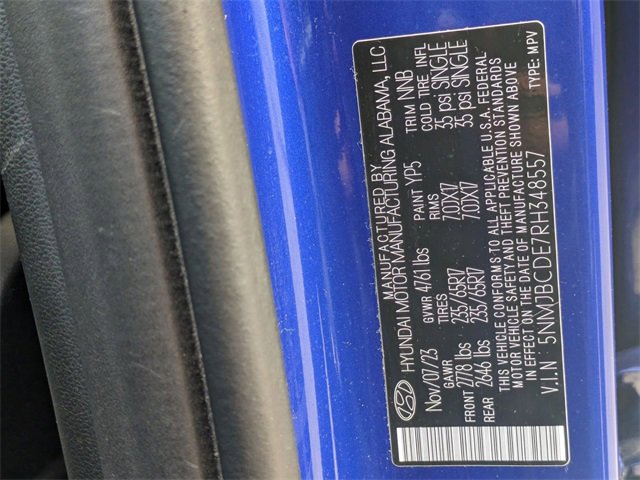 MANUFACTURED BY
HYUNDAI MOTOR MANUFACTURING ALABAMA, LLC
Nov/07/23 GVWR 4761 lbs PAINT YP5 TRIM NNB
GAWR TIRES RIMS COLD TIRE INFL
FRONT 2778 lbs 235/65R17 7.0JX17 35 psi SINGLE
REAR 2646 lbs 235/65R17 7.0JX17 35 psi SINGLE
THIS VEHICLE CONFORMS TO ALL APPLICABLE U.S.A. FEDERAL
MOTOR VEHICLE SAFETY AND THEFT PREVENTION STANDARDS
IN EFFECT ON THE DATE OF MANUFACTURE SHOWN ABOVE
V.I.N : 5NMJBCDE7RH348557 TYPE: MPV